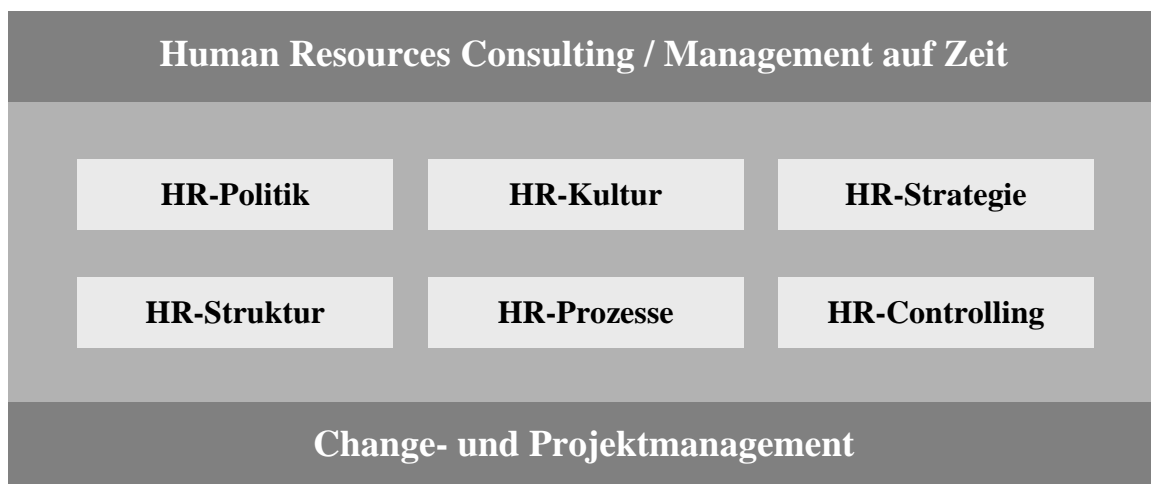 Human Resources Consulting / Management auf Zeit
HR-Politik
HR-Kultur
HR-Strategie
HR-Struktur
HR-Prozesse
HR-Controlling
Change- und Projektmanagement